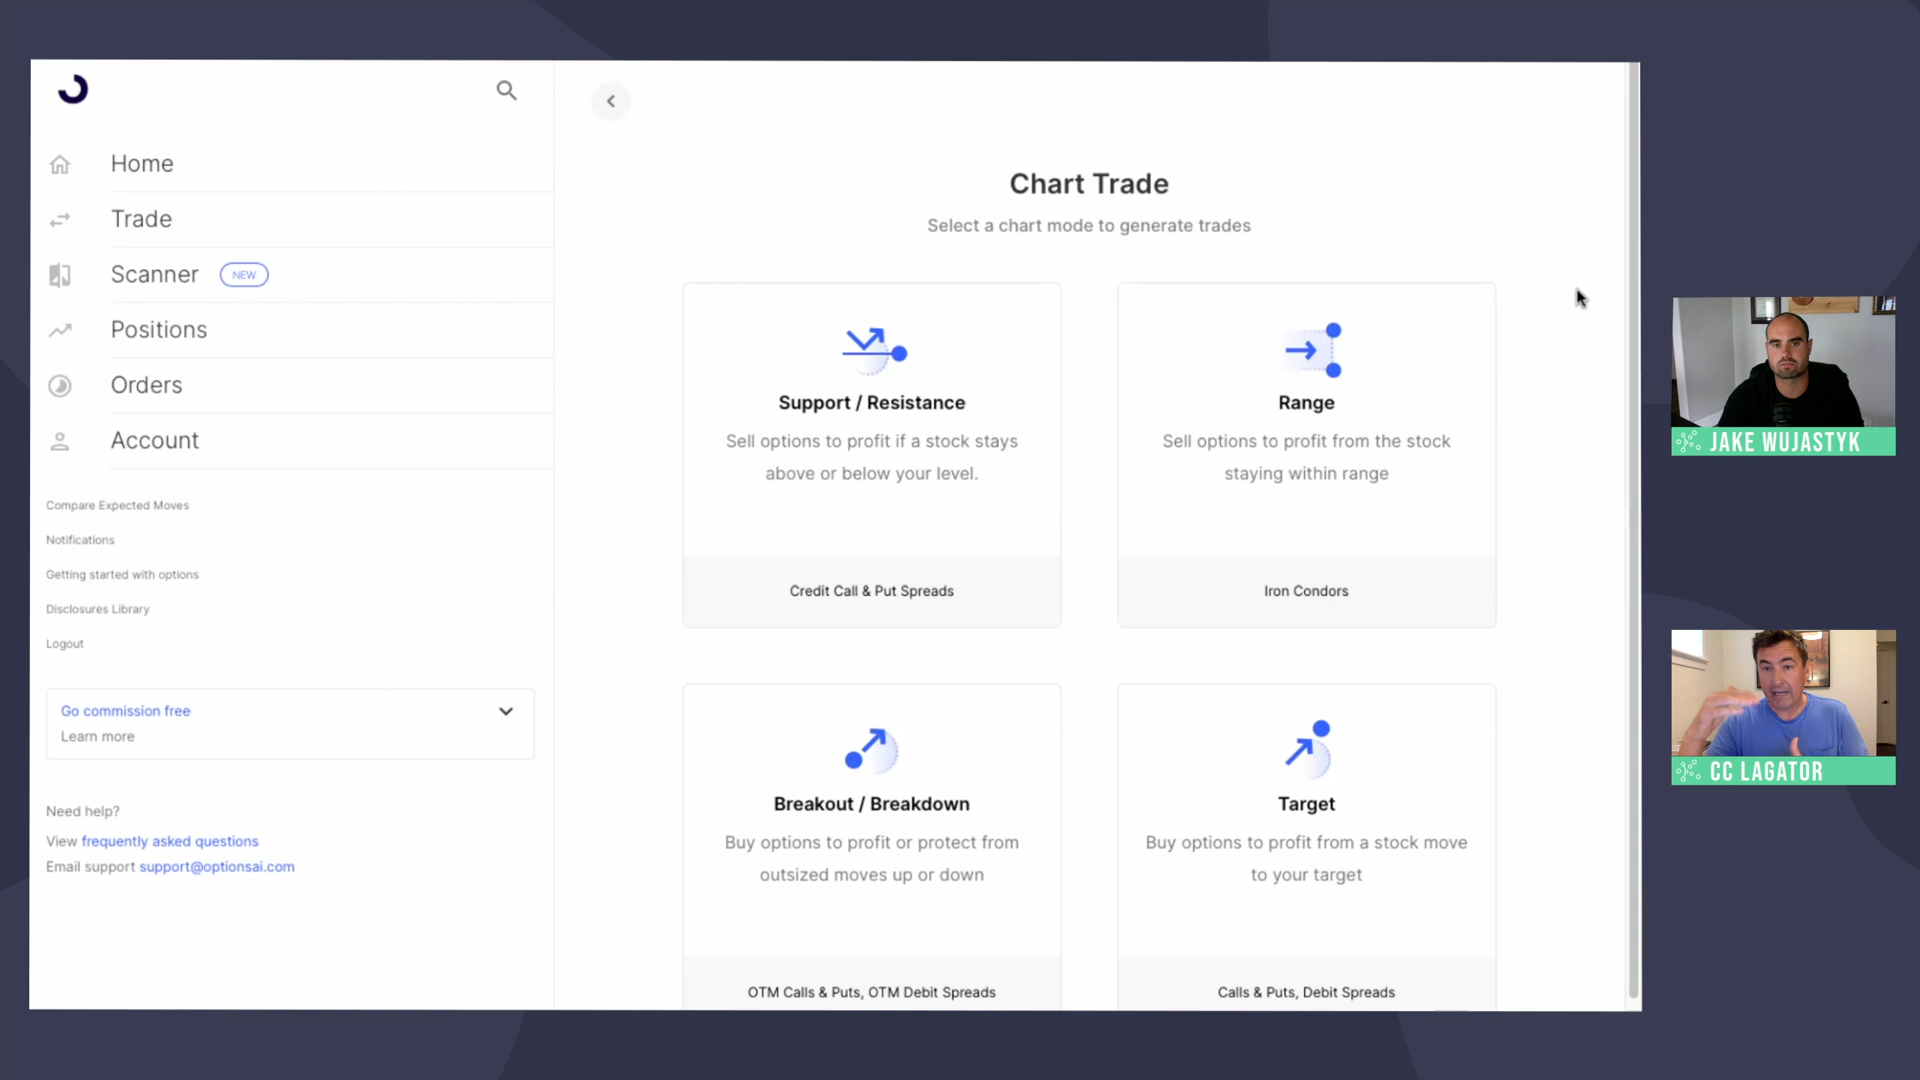 Home
Trade
Scanner NEW
Positions
Orders
Account
Compare Expected Moves
Notifications
Getting started with options
Disclosures Library
Logout
Go commission free
Learn more
Need help?
View frequently asked questions
Email support support@optionsai.com
Chart Trade
Select a chart mode to generate trades
Support / Resistance
Sell options to profit if a stock stays
above or below your level.
Credit Call & Put Spreads
Range
Sell options to profit from the stock
staying within range
Iron Condors
Breakout / Breakdown
Buy options to profit or protect from
outsized moves up or down
OTM Calls & Puts, OTM Debit Spreads
Target
Buy options to profit from a stock move
to your target
Calls & Puts, Debit Spreads
JAKE WUJASTYK
CC LAGATOR